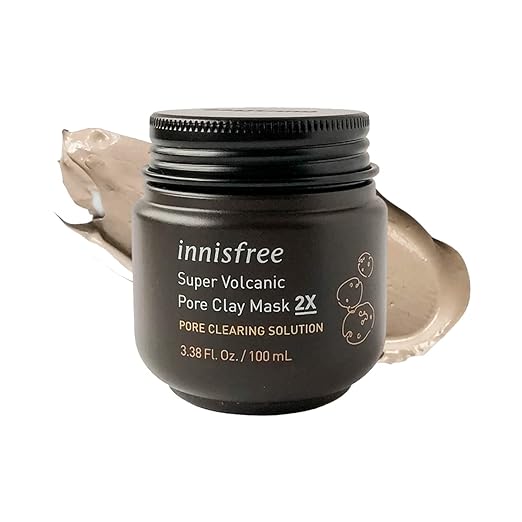 innisfree
Super Volcanic
Pore Clay Mask 2X
PORE CLEARING SOLUTION
3.38 Fl. Oz. / 100 mL